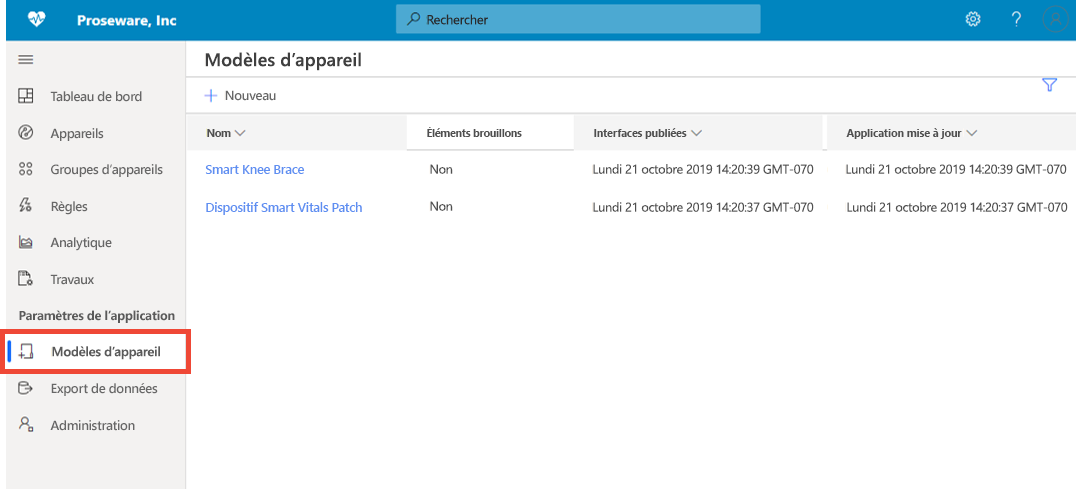 Proseware, Inc
Rechercher
?
Modèles d’appareil
Nouveau
Tableau de bord
Appareils
Groupes d’appareils
Règles
Analytique
Travaux
Paramètres de l’application
Modèles d’appareil
Export de données
Administration
Nom Éléments brouillons Interfaces publiées Application mise à jour
Smart Knee Brace Non Lundi 21 octobre 2019 14:20:39 GMT-070 Lundi 21 octobre 2019 14:20:39 GMT-070
Dispositif Smart Vitals Patch Non Lundi 21 octobre 2019 14:20:37 GMT-070 Lundi 21 octobre 2019 14:20:37 GMT-070